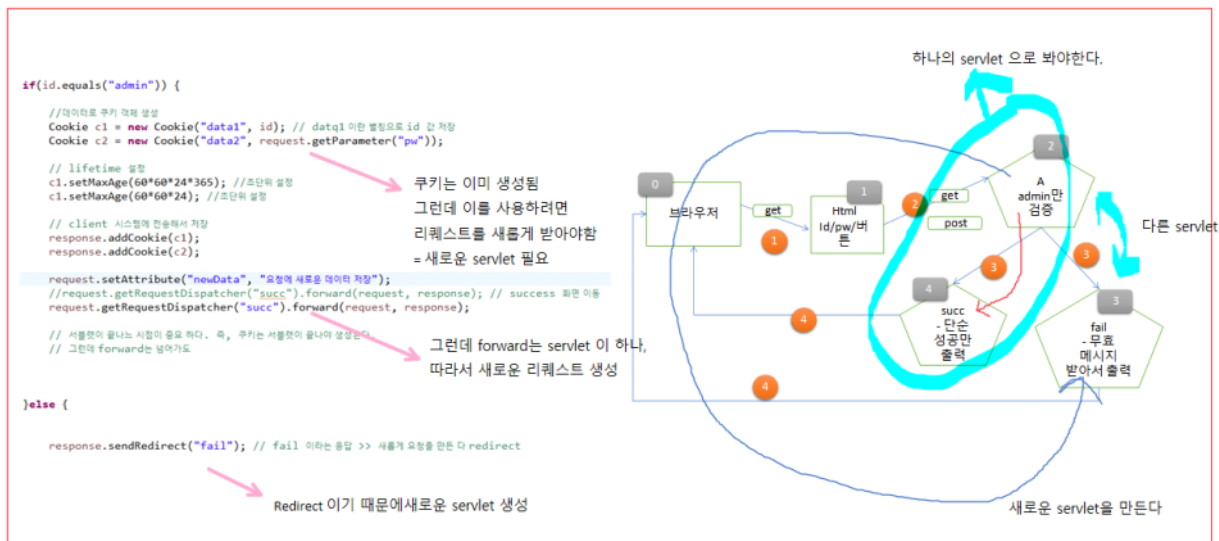 if(id.equals("admin")) {
//데이터로 쿠키 객체 생성
Cookie c1 = new Cookie("data1", id); // datq1 이란 별칭으로 id 값 저장
Cookie c2 = new Cookie("data2", request.getParameter("pw"));
// lifetime 설정
c1.setMaxAge(60*60*24*365); //초단위 설정
c1.setMaxAge(60*60*24); //초단위 설정
// client 시스템에 전송해서 저장
response.addCookie(c1);
response.addCookie(c2);
request.setAttribute("newData", "요청에 새로운 데이터 저장");
//request.getRequestDispatcher("succ").forward(request, response); // success 화면 이동
request.getRequestDispatcher("succ").forward(request, response);
// 서블랫이 끝나느 시점이 중요 하다. 즉, 쿠키는 서블랫이 끝나야 생성된다
// 그런데 forward는 넘어가도
}else {
response.sendRedirect("fail"); // fail 이라는 응답 >> 새롭게 요청을 만든 다 redirect
쿠키는 이미 생성됨
그런데 이를 사용하려면
리퀘스트를 새롭게 받아야함
= 새로운 servlet 필요
그런데 forward는 servlet 이 하나,
따라서 새로운 리퀘스트 생성
Redirect 이기 때문에새로운 servlet 생성
하나의 servlet 으로 봐야한다.
0
브라우저
get
1
1
Html
Id/pw/버
튼
2
get
post
2
A
admin만
검증
다른 servlet
3
3
4
succ
- 단순
성공만
출력
3
fail
- 무효
메시지
받아서 출력
4
4
새로운 servlet을 만든다